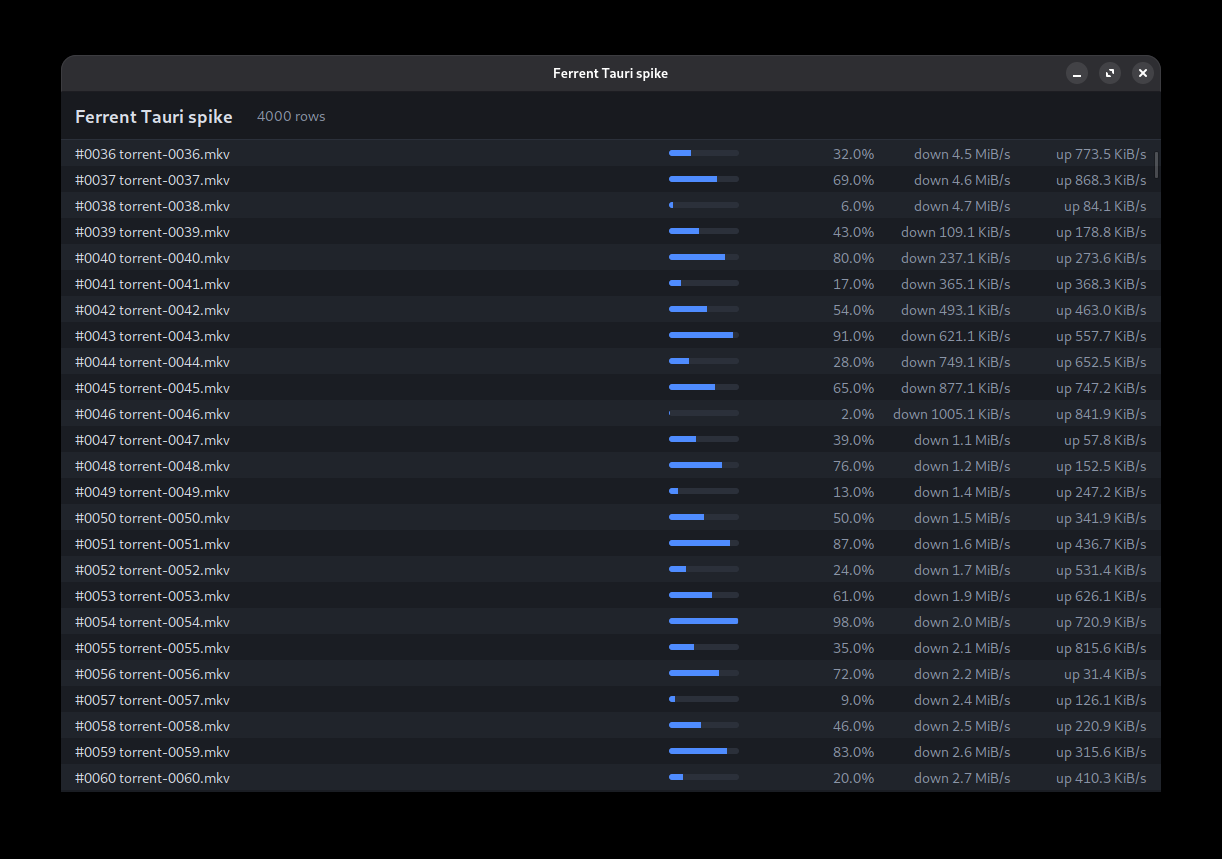 Ferrent Tauri spike
Ferrent Tauri spike 4000 rows
#0036 torrent-0036.mkv 32.0% down 4.5 MiB/s up 773.5 KiB/s
#0037 torrent-0037.mkv 69.0% down 4.6 MiB/s up 868.3 KiB/s
#0038 torrent-0038.mkv 6.0% down 4.7 MiB/s up 84.1 KiB/s
#0039 torrent-0039.mkv 43.0% down 109.1 KiB/s up 178.8 KiB/s
#0040 torrent-0040.mkv 80.0% down 237.1 KiB/s up 273.6 KiB/s
#0041 torrent-0041.mkv 17.0% down 365.1 KiB/s up 368.3 KiB/s
#0042 torrent-0042.mkv 54.0% down 493.1 KiB/s up 463.0 KiB/s
#0043 torrent-0043.mkv 91.0% down 621.1 KiB/s up 557.7 KiB/s
#0044 torrent-0044.mkv 28.0% down 749.1 KiB/s up 652.5 KiB/s
#0045 torrent-0045.mkv 65.0% down 877.1 KiB/s up 747.2 KiB/s
#0046 torrent-0046.mkv 2.0% down 1005.1 KiB/s up 841.9 KiB/s
#0047 torrent-0047.mkv 39.0% down 1.1 MiB/s up 57.8 KiB/s
#0048 torrent-0048.mkv 76.0% down 1.2 MiB/s up 152.5 KiB/s
#0049 torrent-0049.mkv 13.0% down 1.4 MiB/s up 247.2 KiB/s
#0050 torrent-0050.mkv 50.0% down 1.5 MiB/s up 341.9 KiB/s
#0051 torrent-0051.mkv 87.0% down 1.6 MiB/s up 436.7 KiB/s
#0052 torrent-0052.mkv 24.0% down 1.7 MiB/s up 531.4 KiB/s
#0053 torrent-0053.mkv 61.0% down 1.9 MiB/s up 626.1 KiB/s
#0054 torrent-0054.mkv 98.0% down 2.0 MiB/s up 720.9 KiB/s
#0055 torrent-0055.mkv 35.0% down 2.1 MiB/s up 815.6 KiB/s
#0056 torrent-0056.mkv 72.0% down 2.2 MiB/s up 31.4 KiB/s
#0057 torrent-0057.mkv 9.0% down 2.4 MiB/s up 126.1 KiB/s
#0058 torrent-0058.mkv 46.0% down 2.5 MiB/s up 220.9 KiB/s
#0059 torrent-0059.mkv 83.0% down 2.6 MiB/s up 315.6 KiB/s
#0060 torrent-0060.mkv 20.0% down 2.7 MiB/s up 410.3 KiB/s